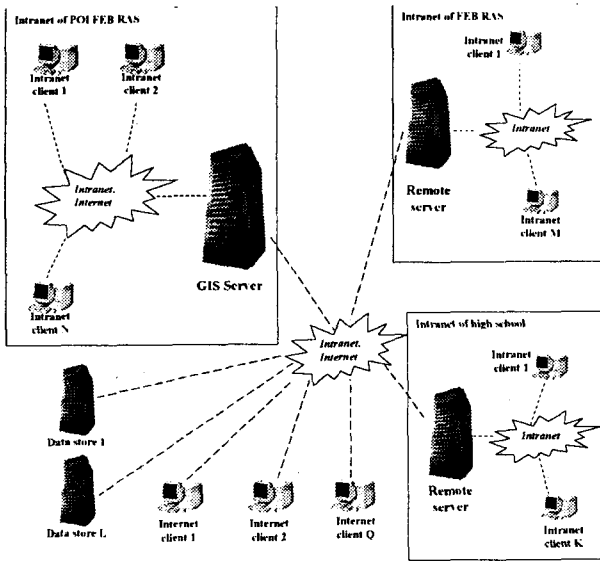 Intranet of POI FEB RAS
Intranet
client 1
Intranet
client 2
Intranet.
Internet
GIS Server
Intranet
client N
Intranet of FEB RAS
Intranet
client 1
Intranet
Remote
server
Intranet
client M
Intranet.
Internet
Intranet of high school
Intranet
client 1
Intranet
Remote
server
Intranet
client K
Data store 1
Data store L
Internet
client 1
Internet
client 2
Internet
client Q